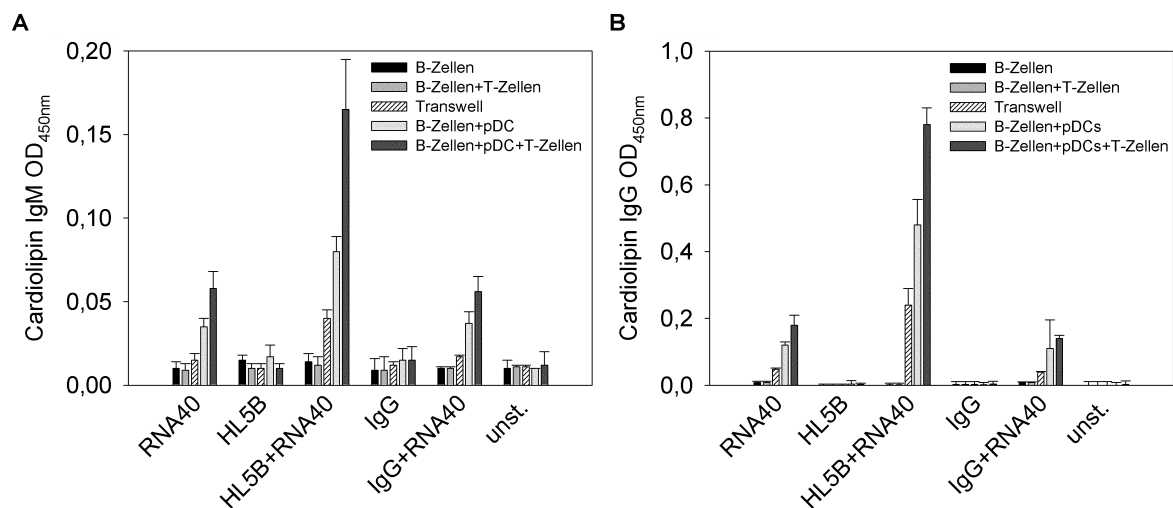 A
Cardiolipin IgM OD450nm
0,20
0,15
0,10
0,05
0,00
B-Zellen
B-Zellen+T-Zellen
Transwell
B-Zellen+pDC
B-Zellen+pDC+T-Zellen
RNA40
HL5B
HL5B+RNA40
IgG
IgG+RNA40
unst.
B
Cardiolipin IgG OD450nm
1,0
0,8
0,6
0,4
0,2
0,0
B-Zellen
B-Zellen+T-Zellen
Transwell
B-Zellen+pDCs
B-Zellen+pDCs+T-Zellen
RNA40
HL5B
HL5B+RNA40
IgG
IgG+RNA40
unst.